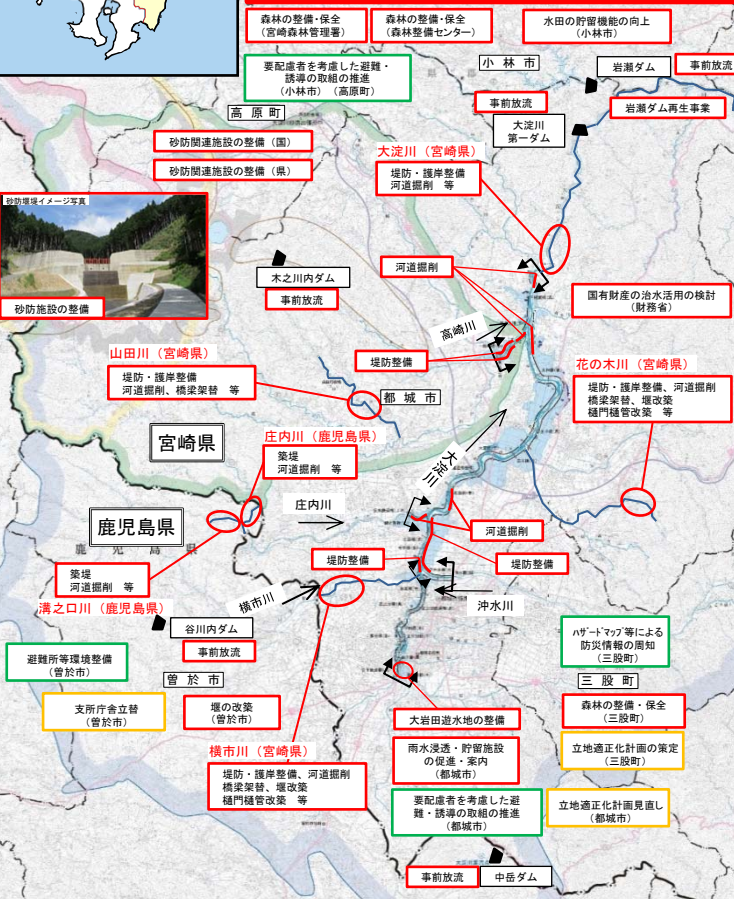 森林の整備・保全
（宮崎森林管理署）
森林の整備・保全
（森林整備センター）
水田の貯留機能の向上
（小林市）
要配慮者を考慮した避難・
誘導の取組の推進
（小林市）（高原町）
小林市
岩瀬ダム
事前放流
事前放流
岩瀬ダム再生事業
大淀川
第一ダム
高原町
砂防関連施設の整備（国）
砂防関連施設の整備（県）
大淀川（宮崎県）
堤防・護岸整備
河道掘削 等
砂防堰堤イメージ写真
砂防施設の整備
木之川内ダム
事前放流
河道掘削
国有財産の治水活用の検討
（財務省）
高崎川
堤防整備
山田川（宮崎県）
堤防・護岸整備
河道掘削、橋梁架替 等
都城市
花の木川（宮崎県）
堤防・護岸整備、河道掘削
橋梁架替、堰改築
樋門樋管改築 等
宮崎県
庄内川（鹿児島県）
築堤
河道掘削 等
大淀川
庄内川
鹿児島県
鹿児島県
河道掘削
堤防整備
堤防整備
築堤
河道掘削 等
溝之口川（鹿児島県）
横市川
沖水川
谷川内ダム
事前放流
ﾊｻﾞｰﾄﾞﾏｯﾌﾟ等による
防災情報の周知
（三股町）
避難所等環境整備
（曽於市）
曽於市
三股町
支所庁舎立替
（曽於市）
堰の改築
（曽於市）
大岩田遊水地の整備
森林の整備・保全
（三股町）
横市川（宮崎県）
堤防・護岸整備、河道掘削
橋梁架替、堰改築
樋門樋管改築 等
雨水浸透・貯留施設
の促進・案内
（都城市）
立地適正化計画の策定
（三股町）
要配慮者を考慮した避
難・誘導の取組の推進
（都城市）
立地適正化計画見直し
（都城市）
事前放流
中岳ダム